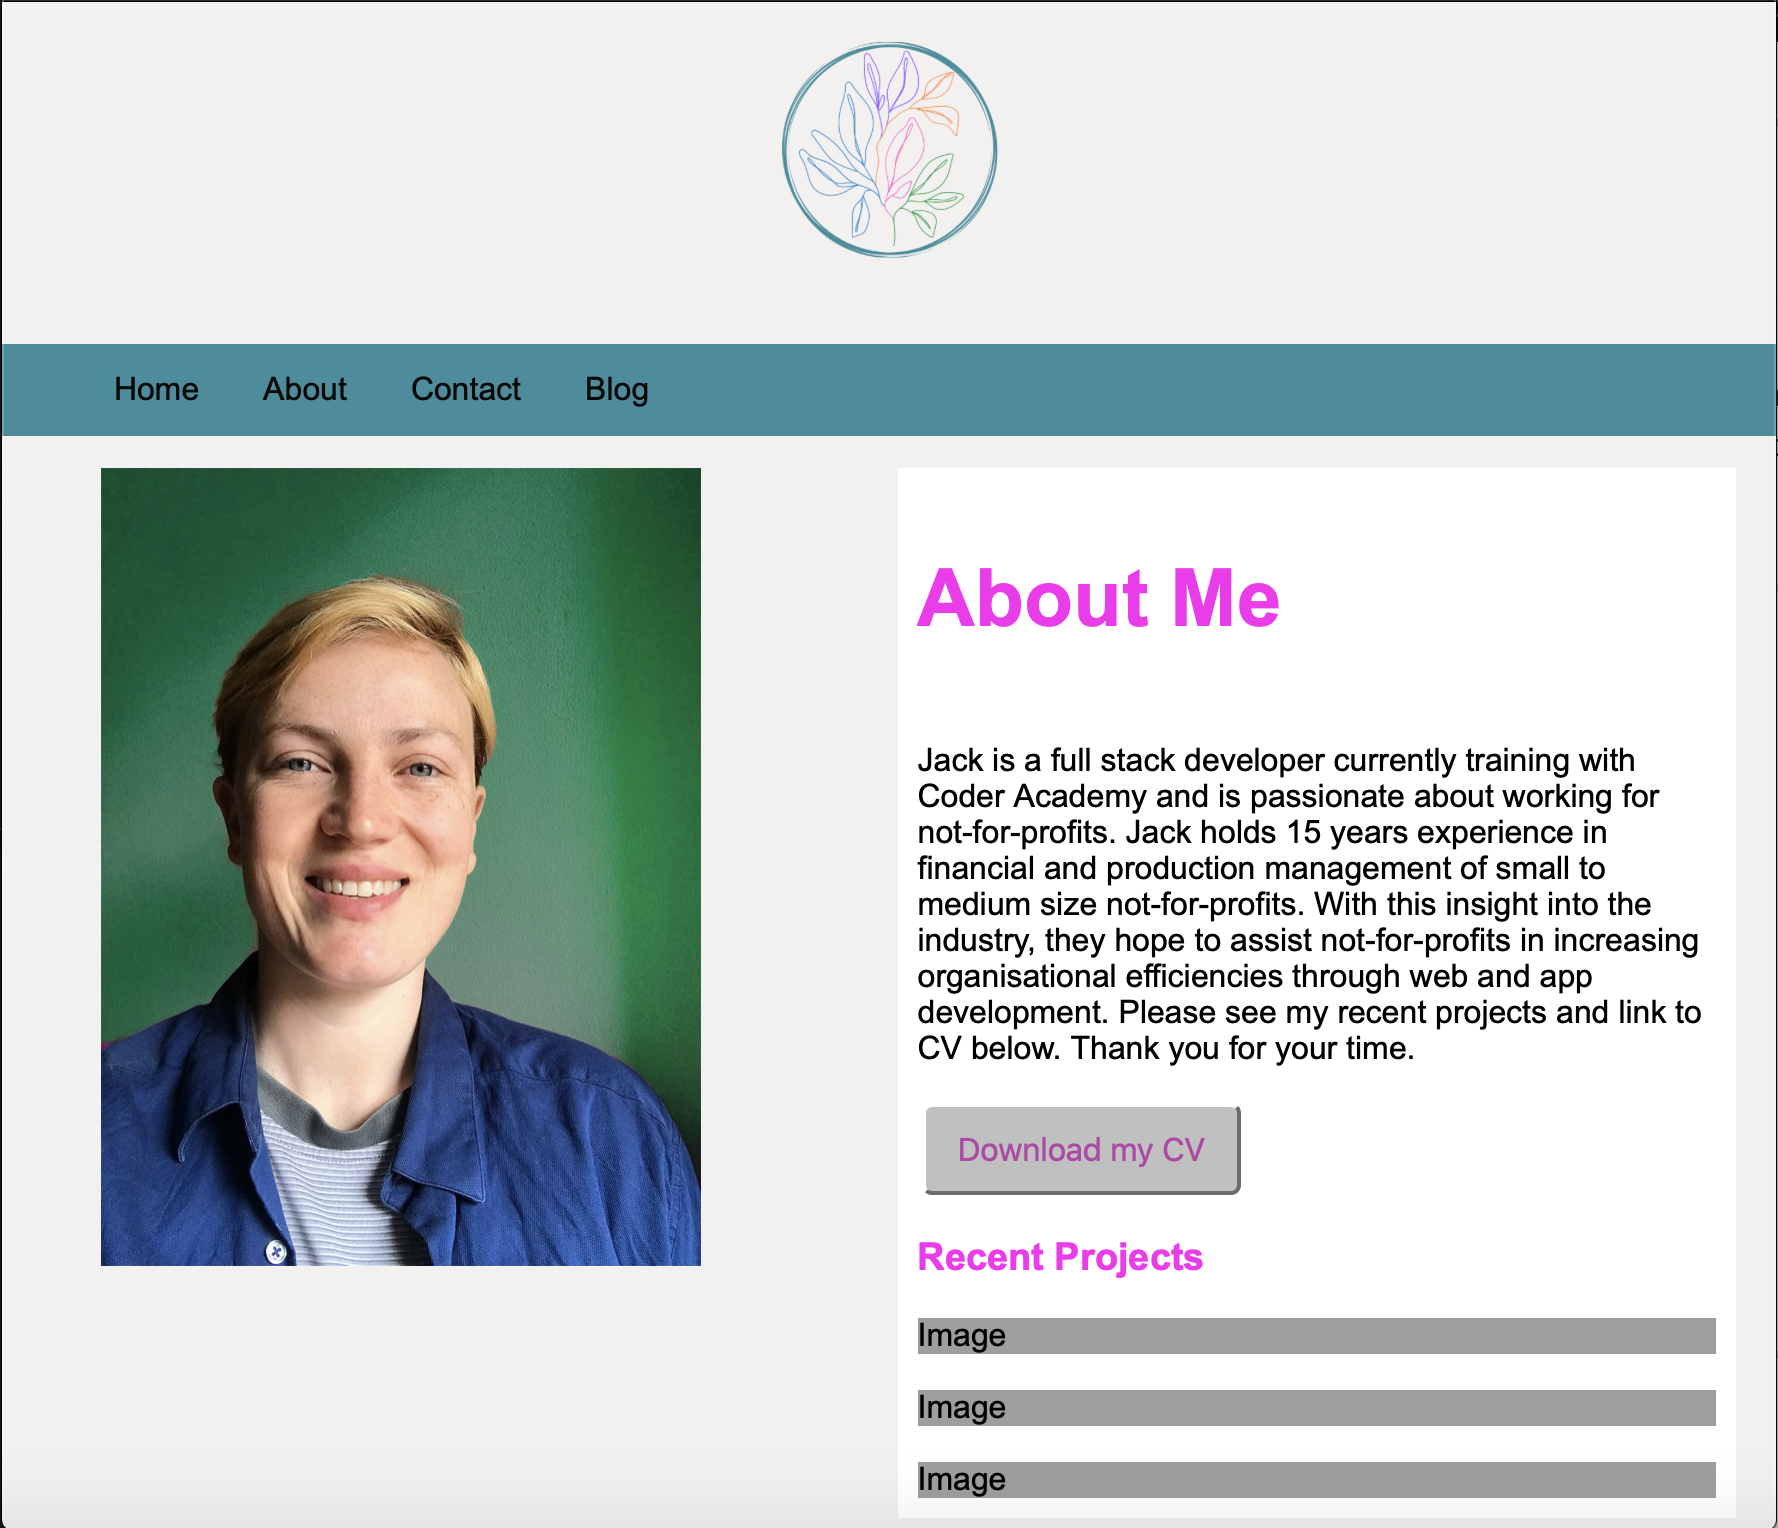 Home About Contact Blog
About Me
Jack is a full stack developer currently training with
Coder Academy and is passionate about working for
not-for-profits. Jack holds 15 years experience in
financial and production management of small to
medium size not-for-profits. With this insight into the
industry, they hope to assist not-for-profits in increasing
organisational efficiencies through web and app
development. Please see my recent projects and link to
CV below. Thank you for your time.
Download my CV
Recent Projects
Image
Image
Image